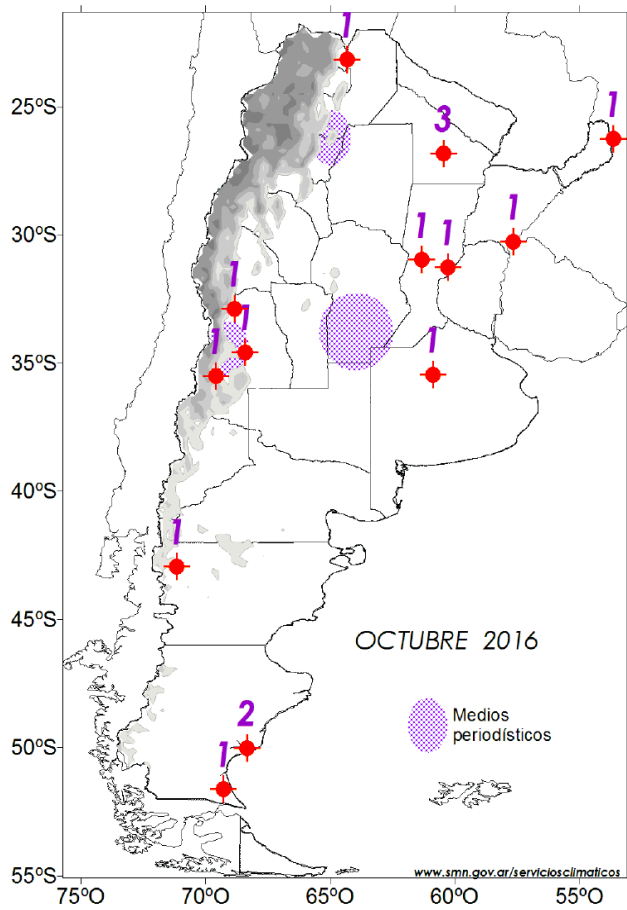 1
25ºS
3
1
1
30ºS
1
1
1
1
1
35ºS
1
40ºS
1
45ºS
OCTUBRE 2016
Medios
periodísticos
2
50ºS
1
55ºS
www.smn.gov.ar/serviciosclimaticos
75ºO
70ºO
65ºO
60ºO
55ºO